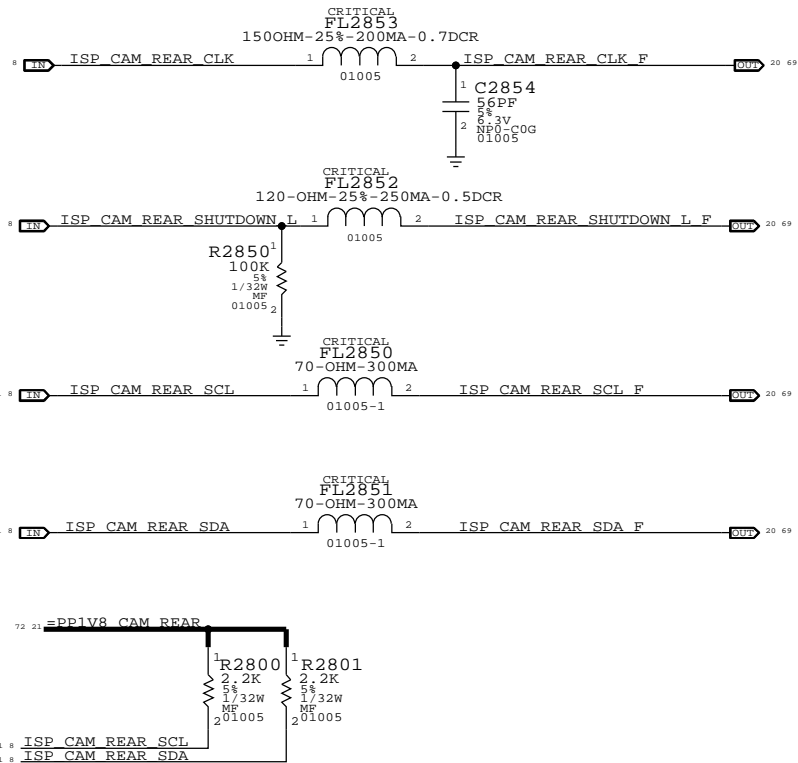 CRITICAL
FL2853
150OHM-25%-200MA-0.7DCR
8 IN ISP_CAM_REAR_CLK 1 2 ISP_CAM_REAR_CLK_F OUT 20 69
01005
1 C2854
56PF
5%
6.3V
2 NP0-C0G
01005
CRITICAL
FL2852
120-OHM-25%-250MA-0.5DCR
8 IN ISP_CAM_REAR_SHUTDOWN_L 1 2 ISP_CAM_REAR_SHUTDOWN_L_F OUT 20 69
01005
R2850 1
100K
5%
1/32W
MF
01005 2
CRITICAL
FL2850
70-OHM-300MA
8 IN ISP_CAM_REAR_SCL 1 2 ISP_CAM_REAR_SCL_F OUT 20 69
01005-1
CRITICAL
FL2851
70-OHM-300MA
8 IN ISP_CAM_REAR_SDA 1 2 ISP_CAM_REAR_SDA_F OUT 20 69
01005-1
72 21 =PP1V8_CAM_REAR
1 R2800 1 R2801
2.2K 2.2K
5% 5%
1/32W 1/32W
MF MF
2 01005 2 01005
8 ISP_CAM_REAR_SCL
8 ISP_CAM_REAR_SDA